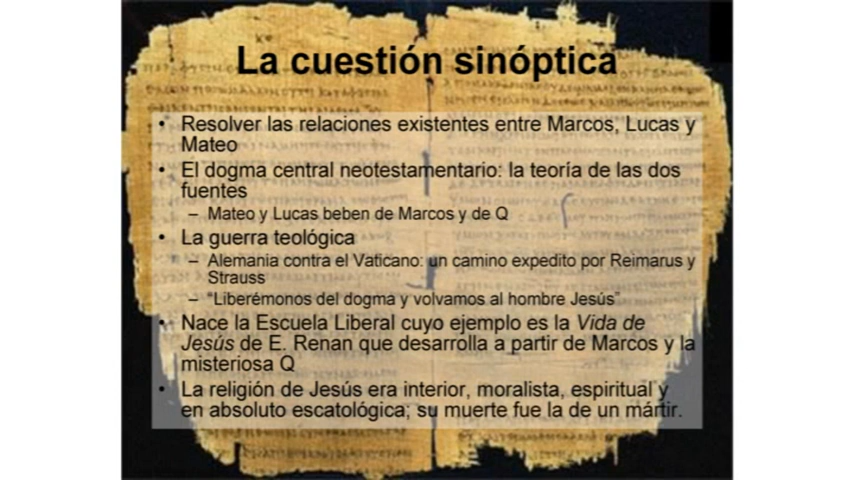 La cuestión sinóptica
• Resolver las relaciones existentes entre Marcos, Lucas y
Mateo
• El dogma central neotestamentario: la teoría de las dos
fuentes
– Mateo y Lucas beben de Marcos y de Q
• La guerra teológica
– Alemania contra el Vaticano: un camino expedito por Reimarus y
Strauss
– “Liberémonos del dogma y volvamos al hombre Jesús”
• Nace la Escuela Liberal cuyo ejemplo es la Vida de
Jesús de E. Renan que desarrolla a partir de Marcos y la
misteriosa Q
• La religión de Jesús era interior, moralista, espiritual y
en absoluto escatológica; su muerte fue la de un mártir.